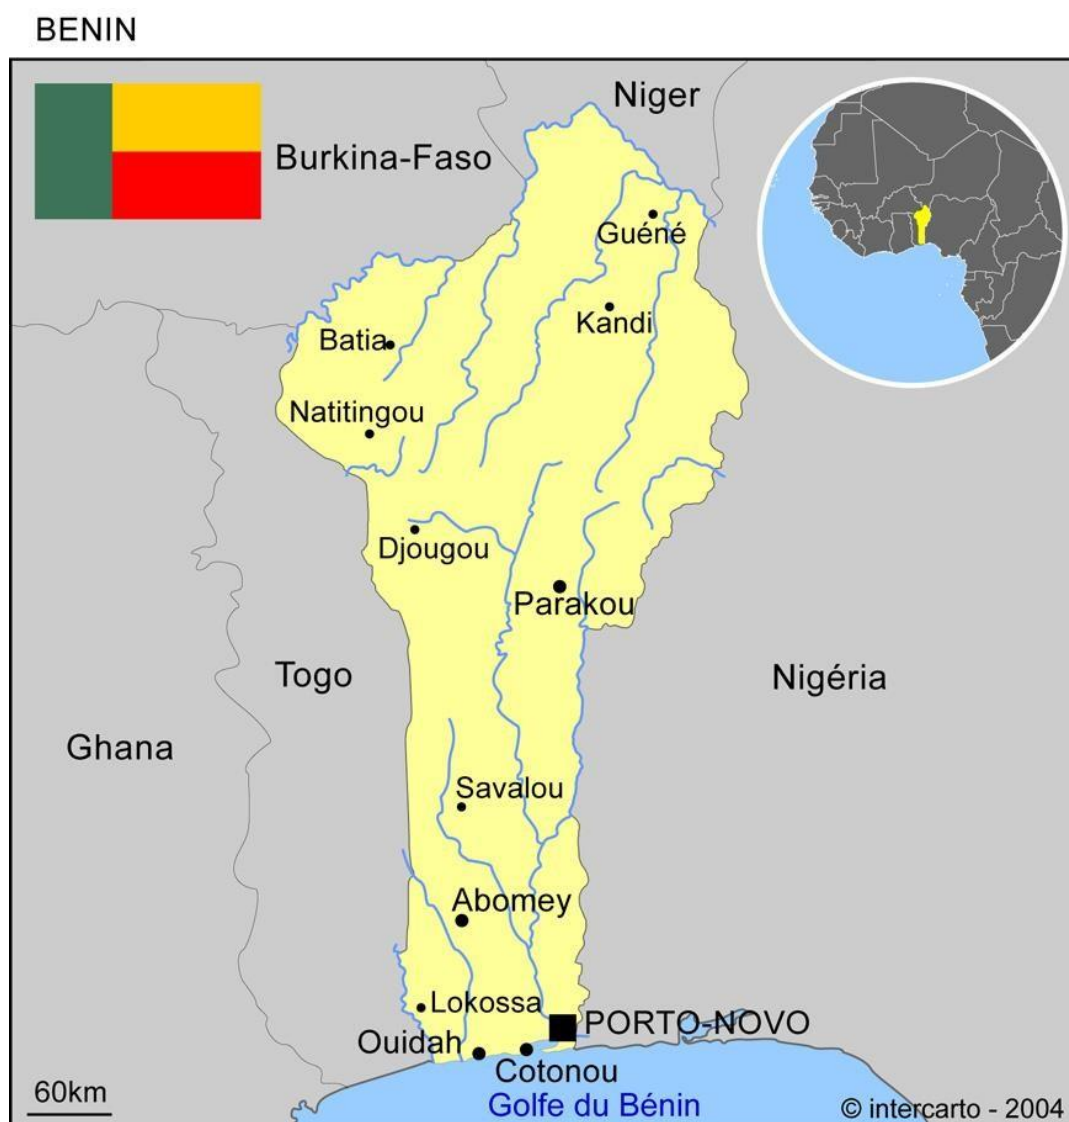 BENIN
Niger
Burkina-Faso
Guéné
Kandi
Batia
Natitingou
Djougou
Parakou
Togo
Nigéria
Ghana
Savalou
Abomey
Lokossa
PORTO-NOVO
Ouidah
Cotonou
60km
Golfe du Bénin
© intercarto - 2004